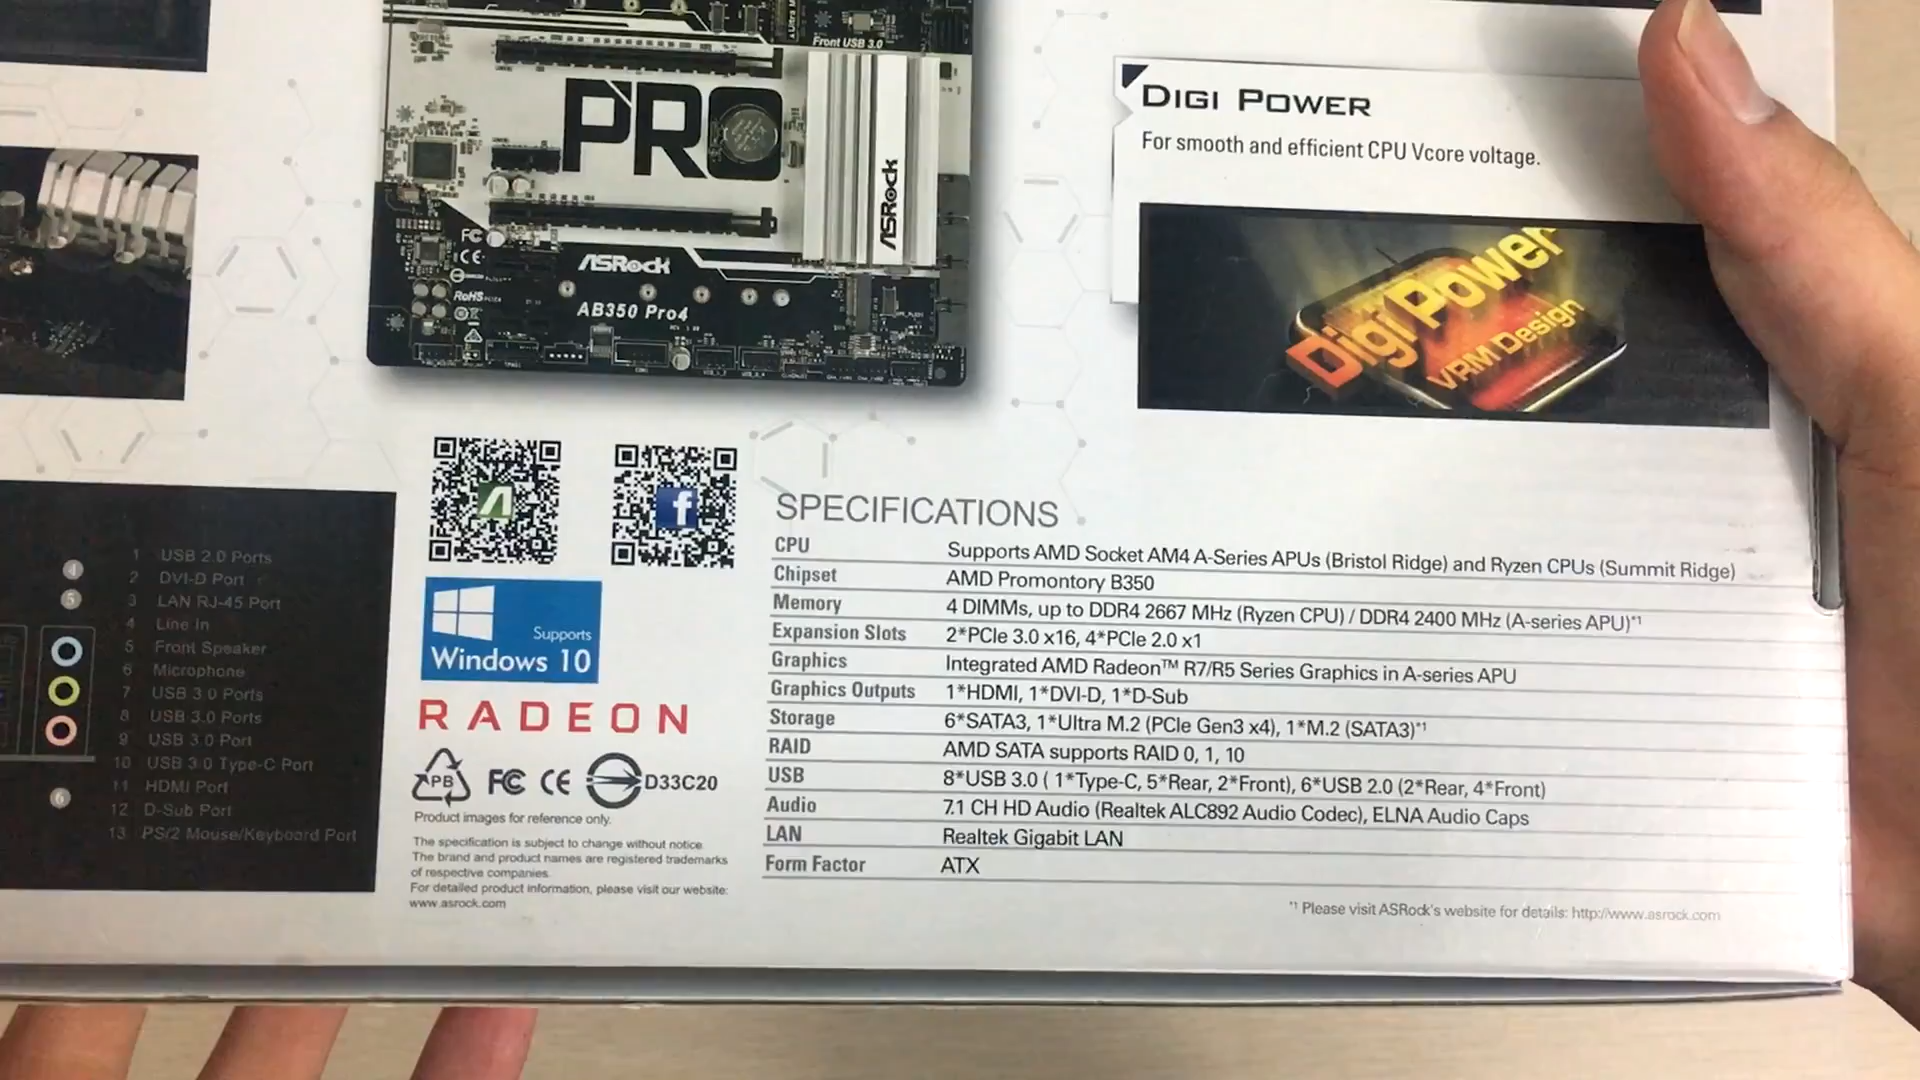 Front USB 3.0
PRO
ASRock
FC
CE
RoHS
ASRock
AB350 Pro4
DIGI POWER
For smooth and efficient CPU Vcore voltage.
Digi Power
VRM Design
1 USB 2.0 Ports
2 DVI-D Port
3 LAN RJ-45 Port
4 Line In
5 Front Speaker
6 Microphone
7 USB 3.0 Ports
8 USB 3.0 Ports
9 USB 3.0 Port
10 USB 3.0 Type-C Port
11 HDMI Port
12 D-Sub Port
13 PS/2 Mouse/Keyboard Port
4
5
6
Supports
Windows 10
RADEON
PB FC CE D33C20
Product images for reference only.
The specification is subject to change without notice
The brand and product names are registered trademarks
of respective companies.
For detailed product information, please visit our website:
www.asrock.com
SPECIFICATIONS
CPU Supports AMD Socket AM4 A-Series APUs (Bristol Ridge) and Ryzen CPUs (Summit Ridge)
Chipset AMD Promontory B350
Memory 4 DIMMs, up to DDR4 2667 MHz (Ryzen CPU) / DDR4 2400 MHz (A-series APU)*1
Expansion Slots 2*PCIe 3.0 x16, 4*PCIe 2.0 x1
Graphics Integrated AMD Radeon™ R7/R5 Series Graphics in A-series APU
Graphics Outputs 1*HDMI, 1*DVI-D, 1*D-Sub
Storage 6*SATA3, 1*Ultra M.2 (PCIe Gen3 x4), 1*M.2 (SATA3)*1
RAID AMD SATA supports RAID 0, 1, 10
USB 8*USB 3.0 ( 1*Type-C, 5*Rear, 2*Front), 6*USB 2.0 (2*Rear, 4*Front)
Audio 7.1 CH HD Audio (Realtek ALC892 Audio Codec), ELNA Audio Caps
LAN Realtek Gigabit LAN
Form Factor ATX
*1 Please visit ASRock's website for details: http://www.asrock.com